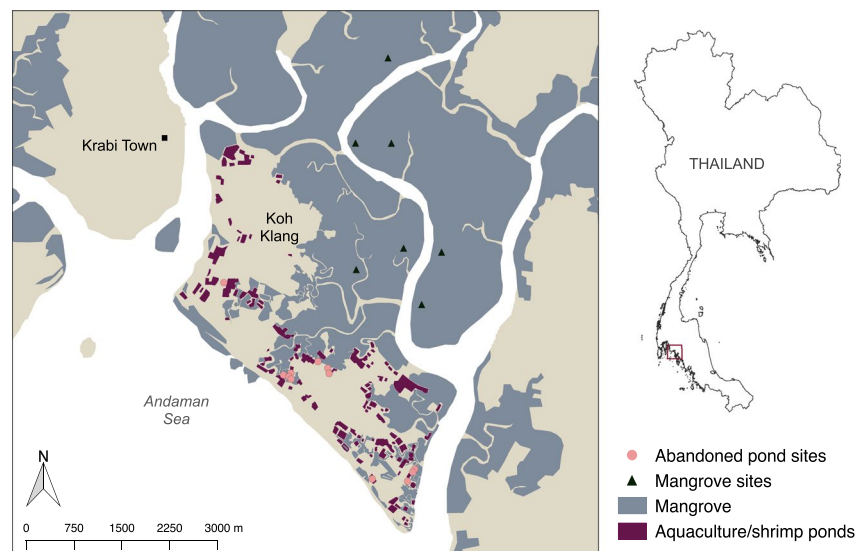 Krabi Town
Koh
Klang
Andaman
Sea
N
0 750 1500 2250 3000 m
THAILAND
Abandoned pond sites
Mangrove sites
Mangrove
Aquaculture/shrimp ponds